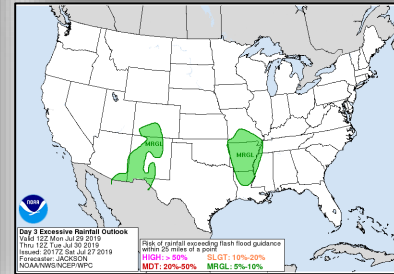 MRGL
MRGL
NOAA
Day 3 Excessive Rainfall Outlook
Valid 12Z Mon Jul 29 2019
Thru 12Z Tue Jul 30 2019
Issued: 2017Z Sat Jul 27 2019
Forecaster: JACKSON
NOAA/NWS/NCEP/WPC
Risk of rainfall exceeding flash flood guidance
within 25 miles of a point
HIGH: > 50% SLGT: 10%-20%
MDT: 20%-50% MRGL: 5%-10%